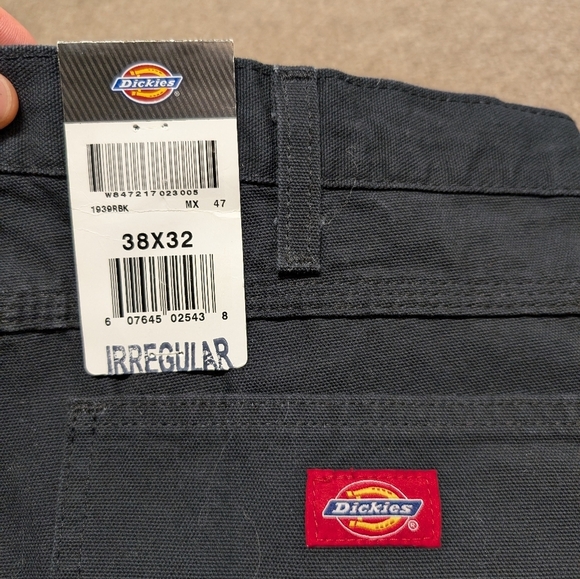 Dickies
®
W847217023005
1939RBK MX 47
38X32
6 07645 02543 8
IRREGULAR
Dickies
®